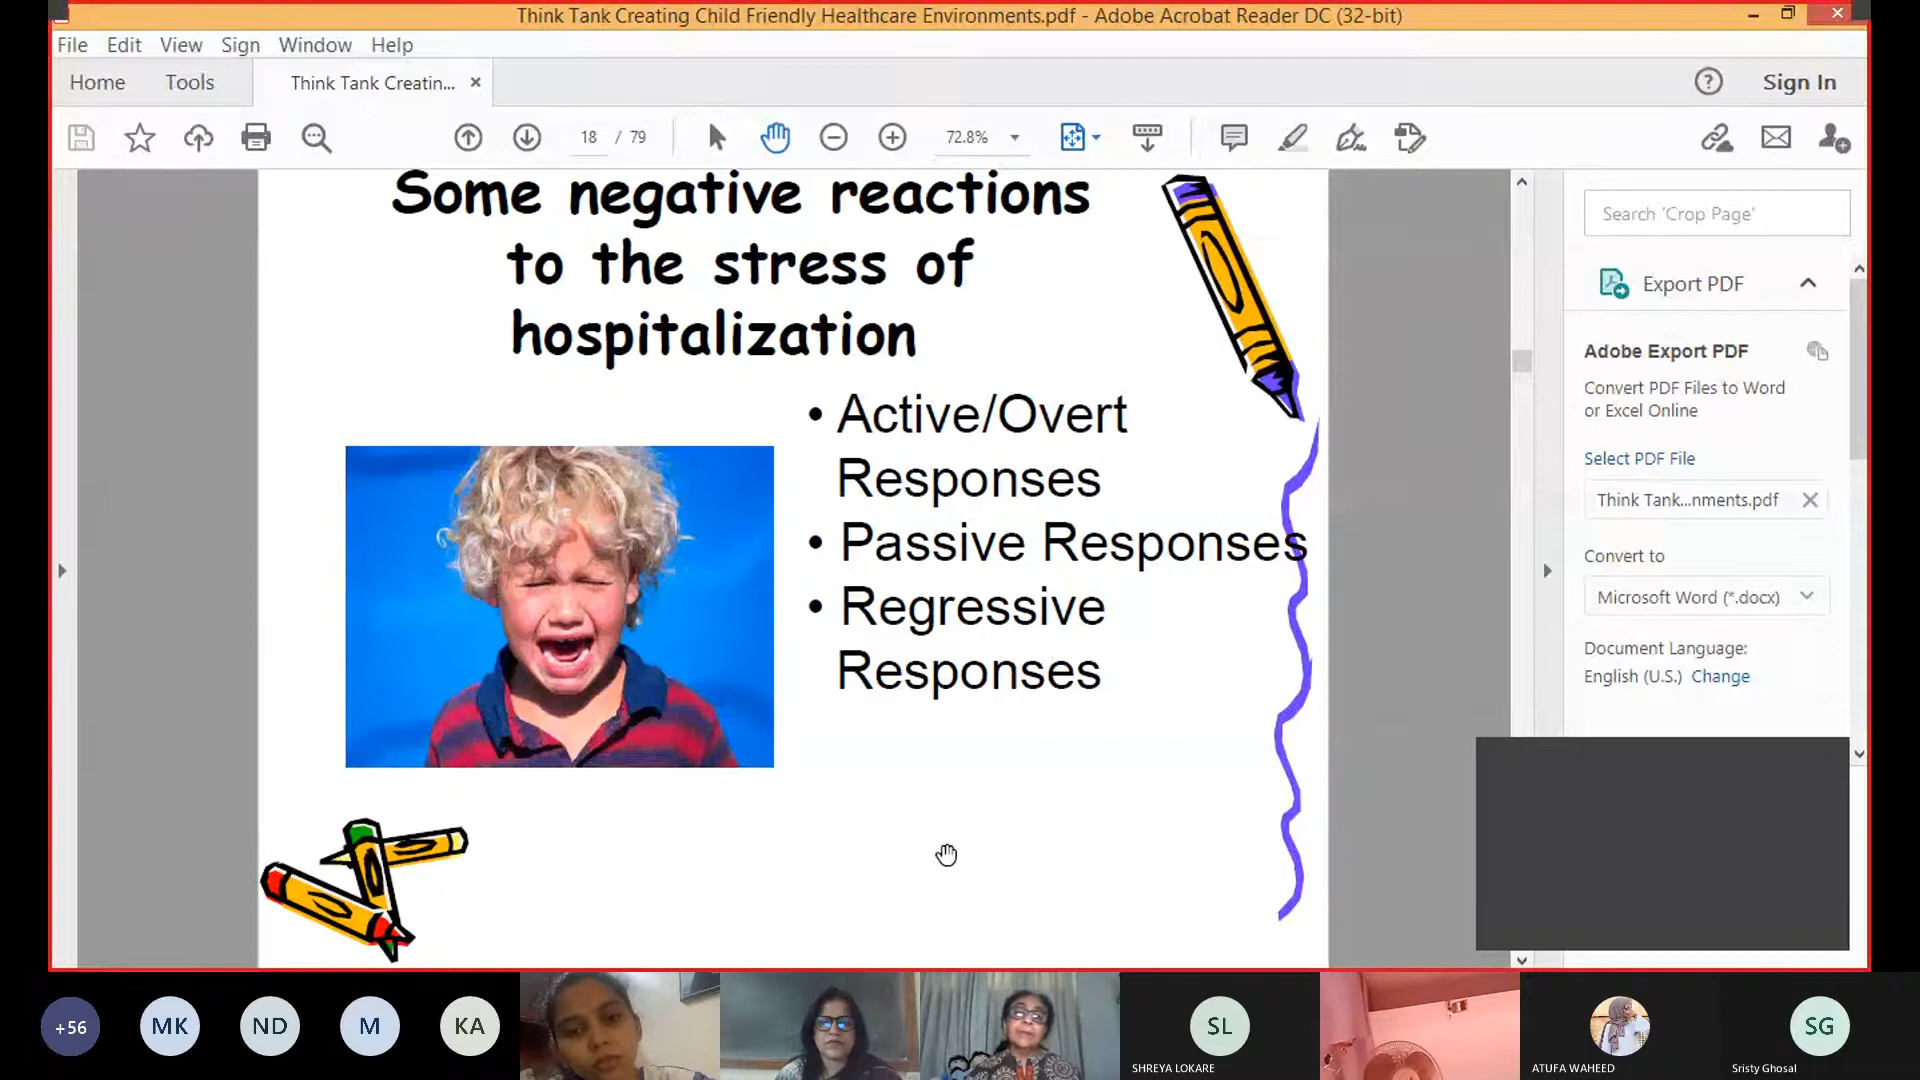 Think Tank Creating Child Friendly Healthcare Environments.pdf - Adobe Acrobat Reader DC (32-bit)
File Edit View Sign Window Help
Home Tools Think Tank Creatin... Sign In
18 / 79 72.8%
Some negative reactions
to the stress of
hospitalization
• Active/Overt
Responses
• Passive Responses
• Regressive
Responses
Search 'Crop Page'
Export PDF
Adobe Export PDF
Convert PDF Files to Word
or Excel Online
Select PDF File
Think Tank...nments.pdf
Convert to
Microsoft Word (*.docx)
Document Language:
English (U.S.) Change
+56 MK ND M KA SL SG
SHREYA LOKARE ATUFA WAHEED Sristy Ghosal